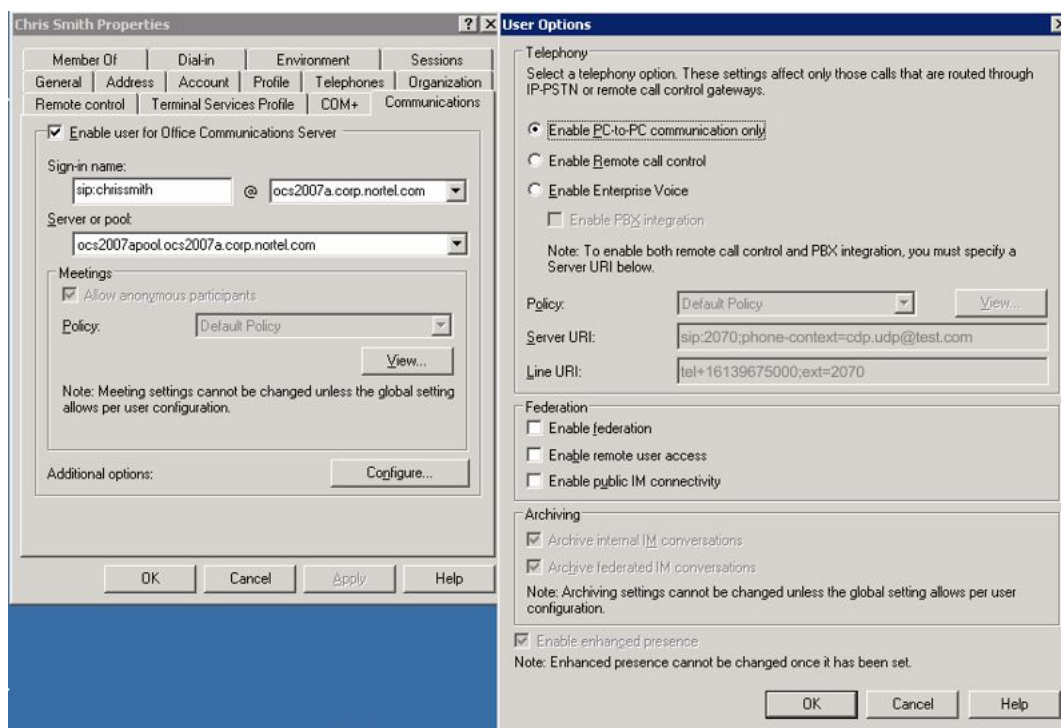 Chris Smith Properties
Member Of
Dial-in
Environment
Sessions
General
Address
Account
Profile
Telephones
Organization
Remote control
Terminal Services Profile
COM+
Communications
Enable user for Office Communications Server
Sign-in name:
sip:chrissmith
@
ocs2007a.corp.nortel.com
Server or pool:
ocs2007apool.ocs2007a.corp.nortel.com
Meetings
Allow anonymous participants
Policy:
Default Policy
View...
Note: Meeting settings cannot be changed unless the global setting
allows per user configuration.
Additional options:
Configure...
OK
Cancel
Apply
Help
User Options
Telephony
Select a telephony option. These settings affect only those calls that are routed through
IP-PSTN or remote call control gateways.
Enable PC-to-PC communication only
Enable Remote call control
Enable Enterprise Voice
Enable PBX integration
Note: To enable both remote call control and PBX integration, you must specify a
Server URI below.
Policy:
Default Policy
View...
Server URI:
sip:2070;phone-context=cdp.udp@test.com
Line URI:
tel+16139675000;ext=2070
Federation
Enable federation
Enable remote user access
Enable public IM connectivity
Archiving
Archive internal IM conversations
Archive federated IM conversations
Note: Archiving settings cannot be changed unless the global setting allows per user
configuration.
Enable enhanced presence
Note: Enhanced presence cannot be changed once it has been set.
OK
Cancel
Help